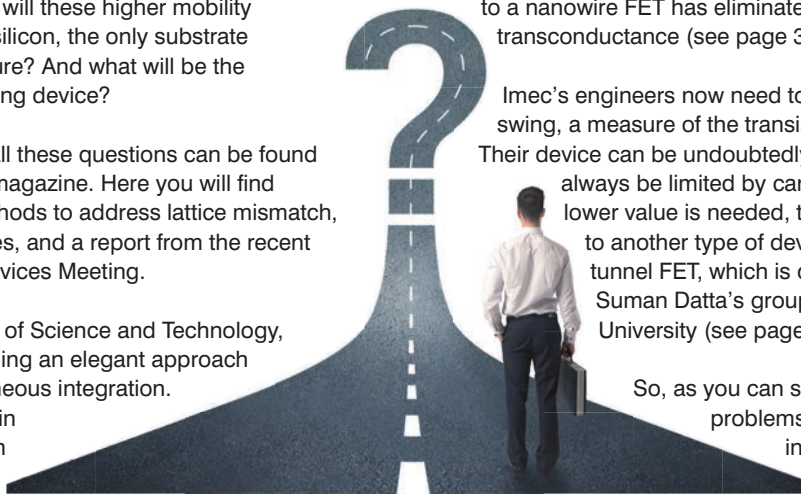 will these higher mobility
silicon, the only substrate
ure? And what will be the
ing device?
all these questions can be found
magazine. Here you will find
hods to address lattice mismatch,
es, and a report from the recent
vices Meeting.
of Science and Technology,
ing an elegant approach
neous integration.
in
to a nanowire FET has eliminate
transconductance (see page 3
Imec's engineers now need to
swing, a measure of the transi
Their device can be undoubtedly
always be limited by car
lower value is needed, t
to another type of dev
tunnel FET, which is
Suman Datta's group
University (see page
So, as you can s
problems
in